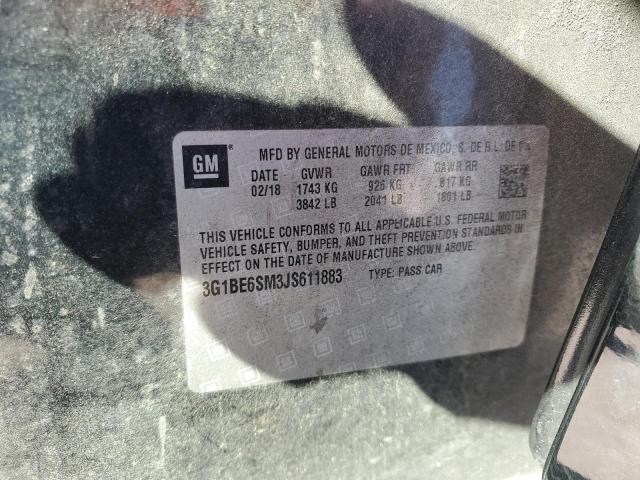 GM
MFD BY GENERAL MOTORS DE MEXICO, S. DE R.L. DE
DATE GVWR GAWR FRT GAWR RR
02/18 1743 KG 926 KG 817 KG
3842 LB 2041 LB 1801 LB
THIS VEHICLE CONFORMS TO ALL APPLICABLE U.S. FEDERAL MOTOR
VEHICLE SAFETY, BUMPER, AND THEFT PREVENTION STANDARDS IN
EFFECT ON THE DATE OF MANUFACTURE SHOWN ABOVE.
3G1BE6SM3JS611883 TYPE: PASS CAR